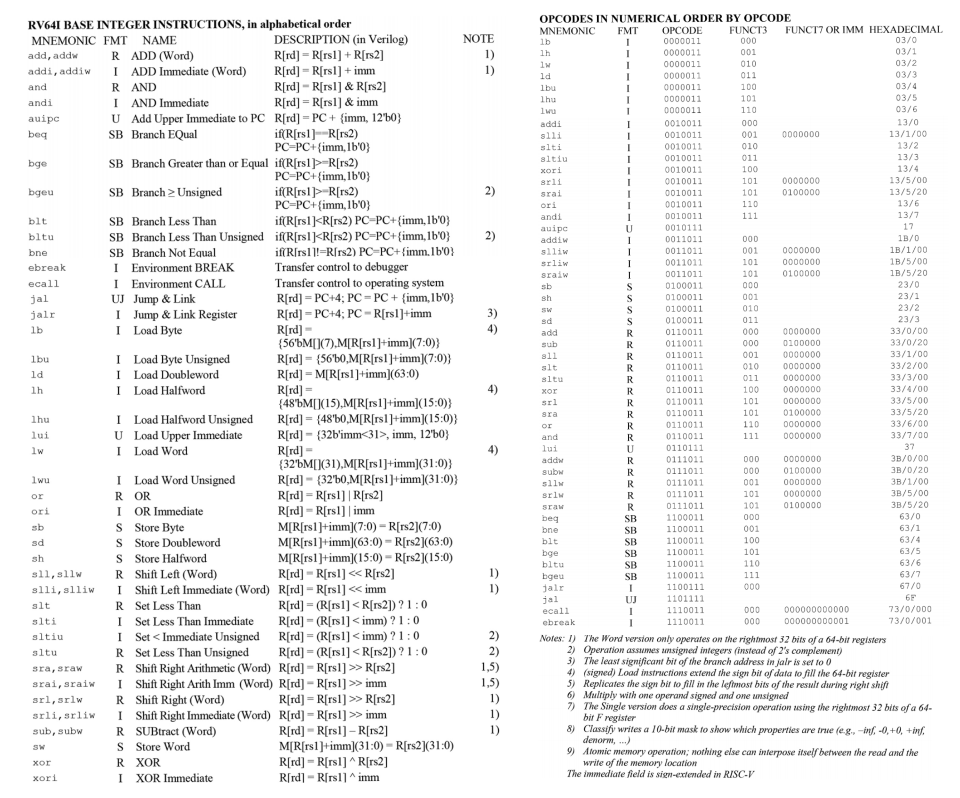 RV64I BASE INTEGER INSTRUCTIONS, in alphabetical order
MNEMONIC FMT NAME DESCRIPTION (in Verilog) NOTE
add,addw R ADD (Word) R[rd] = R[rs1] + R[rs2] 1)
addi,addiw I ADD Immediate (Word) R[rd] = R[rs1] + imm 1)
and R AND R[rd] = R[rs1] & R[rs2]
andi I AND Immediate R[rd] = R[rs1] & imm
auipc U Add Upper Immediate to PC R[rd] = PC + {imm, 12'b0}
beq SB Branch EQual if(R[rs1]==R[rs2)
PC=PC+{imm,1b'0}
bge SB Branch Greater than or Equal if(R[rs1]>=R[rs2)
PC=PC+{imm,1b'0}
bgeu SB Branch ≥ Unsigned if(R[rs1]>=R[rs2) 2)
PC=PC+{imm,1b'0}
blt SB Branch Less Than if(R[rs1]<R[rs2) PC=PC+{imm,1b'0}
bltu SB Branch Less Than Unsigned if(R[rs1]<R[rs2) PC=PC+{imm,1b'0} 2)
bne SB Branch Not Equal if(R[rs1]!=R[rs2) PC=PC+{imm,1b'0}
ebreak I Environment BREAK Transfer control to debugger
ecall I Environment CALL Transfer control to operating system
jal UJ Jump & Link R[rd] = PC+4; PC = PC + {imm,1b'0}
jalr I Jump & Link Register R[rd] = PC+4; PC = R[rs1]+imm 3)
lb I Load Byte R[rd] = 4)
{56'bM[](7),M[R[rs1]+imm](7:0)}
lbu I Load Byte Unsigned R[rd] = {56'b0,M[R[rs1]+imm](7:0)}
ld I Load Doubleword R[rd] = M[R[rs1]+imm](63:0)
lh I Load Halfword R[rd] = 4)
{48'bM[](15),M[R[rs1]+imm](15:0)}
lhu I Load Halfword Unsigned R[rd] = {48'b0,M[R[rs1]+imm](15:0)}
lui U Load Upper Immediate R[rd] = {32b'imm<31>, imm, 12'b0}
lw I Load Word R[rd] = 4)
{32'bM[](31),M[R[rs1]+imm](31:0)}
lwu I Load Word Unsigned R[rd] = {32'b0,M[R[rs1]+imm](31:0)}
or R OR R[rd] = R[rs1] | R[rs2]
ori I OR Immediate R[rd] = R[rs1] | imm
sb S Store Byte M[R[rs1]+imm](7:0) = R[rs2](7:0)
sd S Store Doubleword M[R[rs1]+imm](63:0) = R[rs2](63:0)
sh S Store Halfword M[R[rs1]+imm](15:0) = R[rs2](15:0)
sll,sllw R Shift Left (Word) R[rd] = R[rs1] << R[rs2] 1)
slli,slliw I Shift Left Immediate (Word) R[rd] = R[rs1] << imm 1)
slt R Set Less Than R[rd] = (R[rs1] < R[rs2]) ? 1 : 0
slti I Set Less Than Immediate R[rd] = (R[rs1] < imm) ? 1 : 0
sltiu I Set < Immediate Unsigned R[rd] = (R[rs1] < imm) ? 1 : 0 2)
sltu R Set Less Than Unsigned R[rd] = (R[rs1] < R[rs2]) ? 1 : 0 2)
sra,sraw R Shift Right Arithmetic (Word) R[rd] = R[rs1] >> R[rs2] 1,5)
srai,sraiw I Shift Right Arith Imm (Word) R[rd] = R[rs1] >> imm 1,5)
srl,srlw R Shift Right (Word) R[rd] = R[rs1] >> R[rs2] 1)
srli,srliw I Shift Right Immediate (Word) R[rd] = R[rs1] >> imm 1)
sub,subw R SUBtract (Word) R[rd] = R[rs1] – R[rs2] 1)
sw S Store Word M[R[rs1]+imm](31:0) = R[rs2](31:0)
xor R XOR R[rd] = R[rs1] ^ R[rs2]
xori I XOR Immediate R[rd] = R[rs1] ^ imm
OPCODES IN NUMERICAL ORDER BY OPCODE
MNEMONIC FMT OPCODE FUNCT3 FUNCT7 OR IMM HEXADECIMAL
lb I 0000011 000 03/0
lh I 0000011 001 03/1
lw I 0000011 010 03/2
ld I 0000011 011 03/3
lbu I 0000011 100 03/4
lhu I 0000011 101 03/5
lwu I 0000011 110 03/6
addi I 0010011 000 13/0
slli I 0010011 001 0000000 13/1/00
slti I 0010011 010 13/2
sltiu I 0010011 011 13/3
xori I 0010011 100 13/4
srli I 0010011 101 0000000 13/5/00
srai I 0010011 101 0100000 13/5/20
ori I 0010011 110 13/6
andi I 0010011 111 13/7
auipc U 0010111 17
addiw I 0011011 000 1B/0
slliw I 0011011 001 0000000 1B/1/00
srliw I 0011011 101 0000000 1B/5/00
sraiw I 0011011 101 0100000 1B/5/20
sb S 0100011 000 23/0
sh S 0100011 001 23/1
sw S 0100011 010 23/2
sd S 0100011 011 23/3
add R 0110011 000 0000000 33/0/00
sub R 0110011 000 0100000 33/0/20
sll R 0110011 001 0000000 33/1/00
slt R 0110011 010 0000000 33/2/00
sltu R 0110011 011 0000000 33/3/00
xor R 0110011 100 0000000 33/4/00
srl R 0110011 101 0000000 33/5/00
sra R 0110011 101 0100000 33/5/20
or R 0110011 110 0000000 33/6/00
and R 0110011 111 0000000 33/7/00
lui U 0110111 37
addw R 0111011 000 0000000 3B/0/00
subw R 0111011 000 0100000 3B/0/20
sllw R 0111011 001 0000000 3B/1/00
srlw R 0111011 101 0000000 3B/5/00
sraw R 0111011 101 0100000 3B/5/20
beq SB 1100011 000 63/0
bne SB 1100011 001 63/1
blt SB 1100011 100 63/4
bge SB 1100011 101 63/5
bltu SB 1100011 110 63/6
bgeu SB 1100011 111 63/7
jalr I 1100111 000 67/0
jal UJ 1101111 6F
ecall I 1110011 000 000000000000 73/0/000
ebreak I 1110011 000 000000000001 73/0/001
Notes: 1) The Word version only operates on the rightmost 32 bits of a 64-bit registers
2) Operation assumes unsigned integers (instead of 2's complement)
3) The least significant bit of the branch address in jalr is set to 0
4) (signed) Load instructions extend the sign bit of data to fill the 64-bit register
5) Replicates the sign bit to fill in the leftmost bits of the result during right shift
6) Multiply with one operand signed and one unsigned
7) The Single version does a single-precision operation using the rightmost 32 bits of a 64-
bit F register
8) Classify writes a 10-bit mask to show which properties are true (e.g., –inf, -0,+0, +inf,
denorm, ...)
9) Atomic memory operation; nothing else can interpose itself between the read and the
write of the memory location
The immediate field is sign-extended in RISC-V